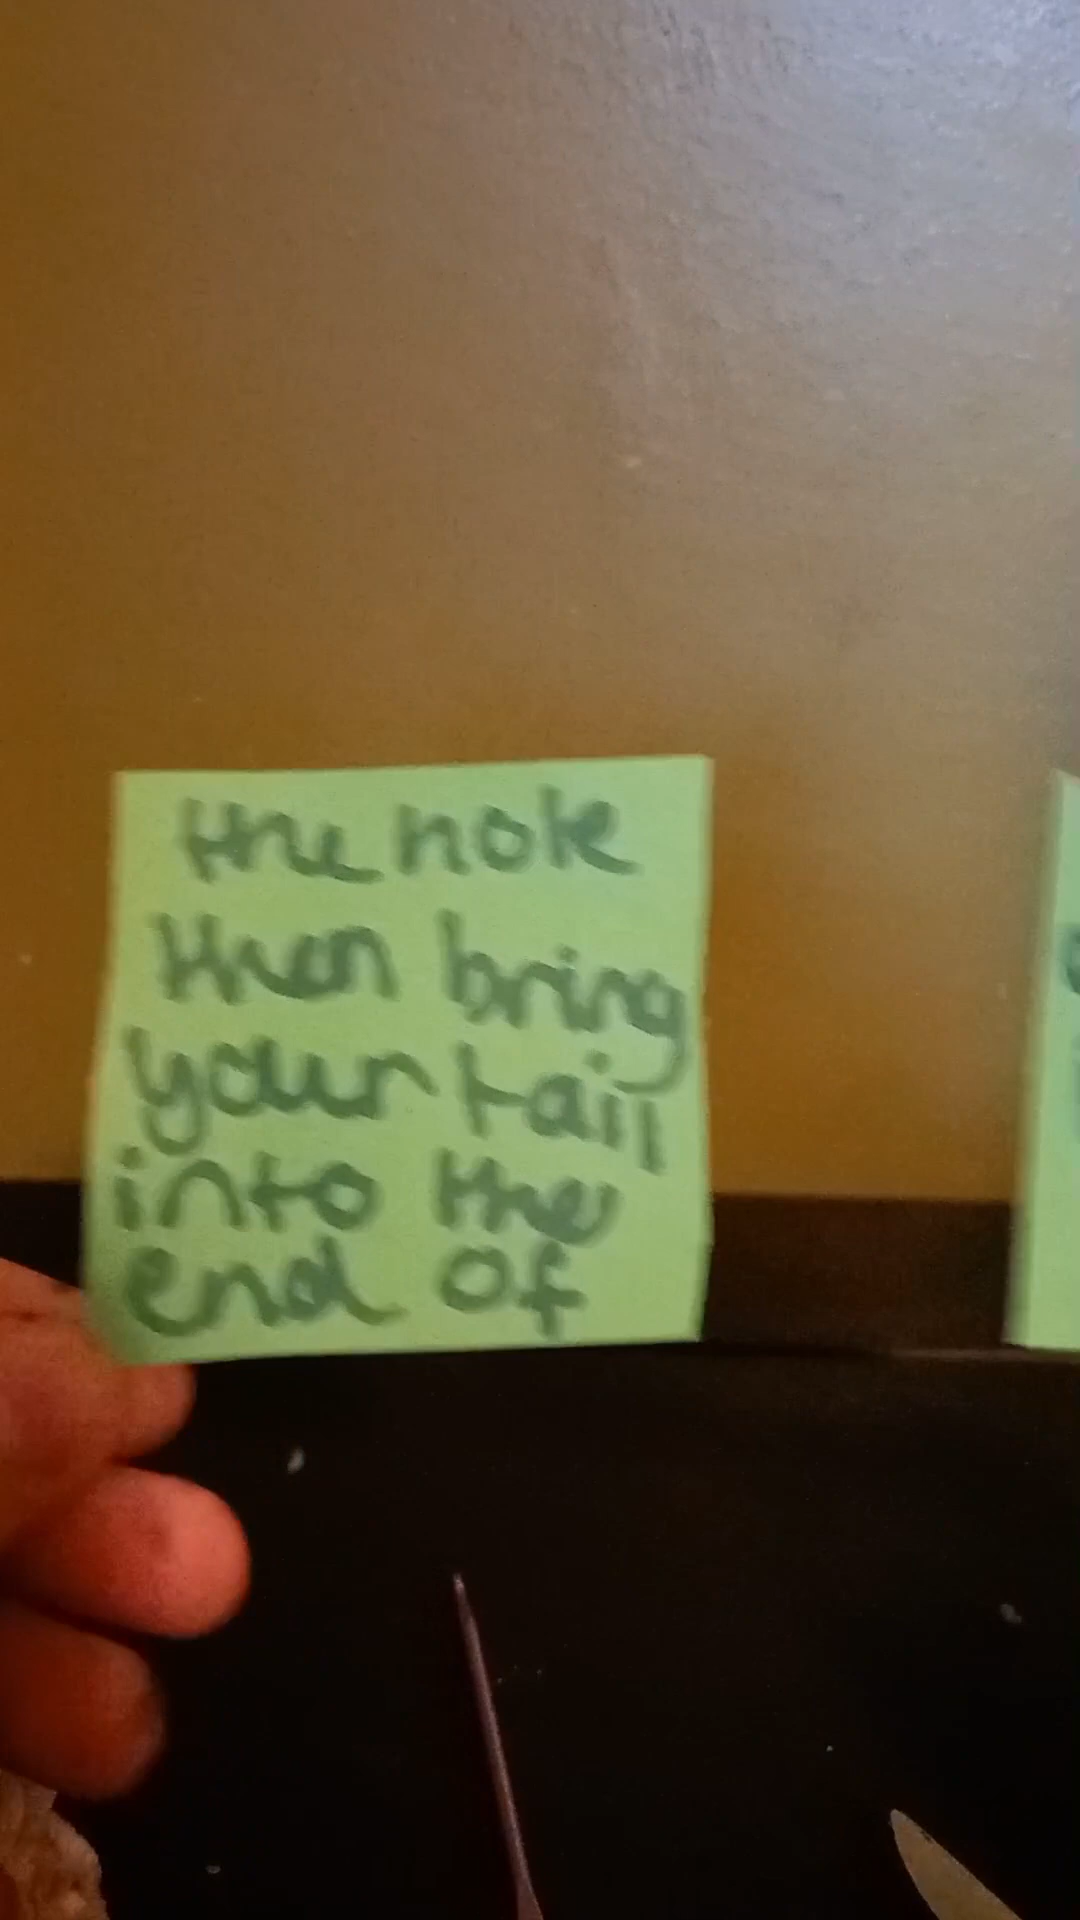 the hole
then bring
your tail
into the
end of